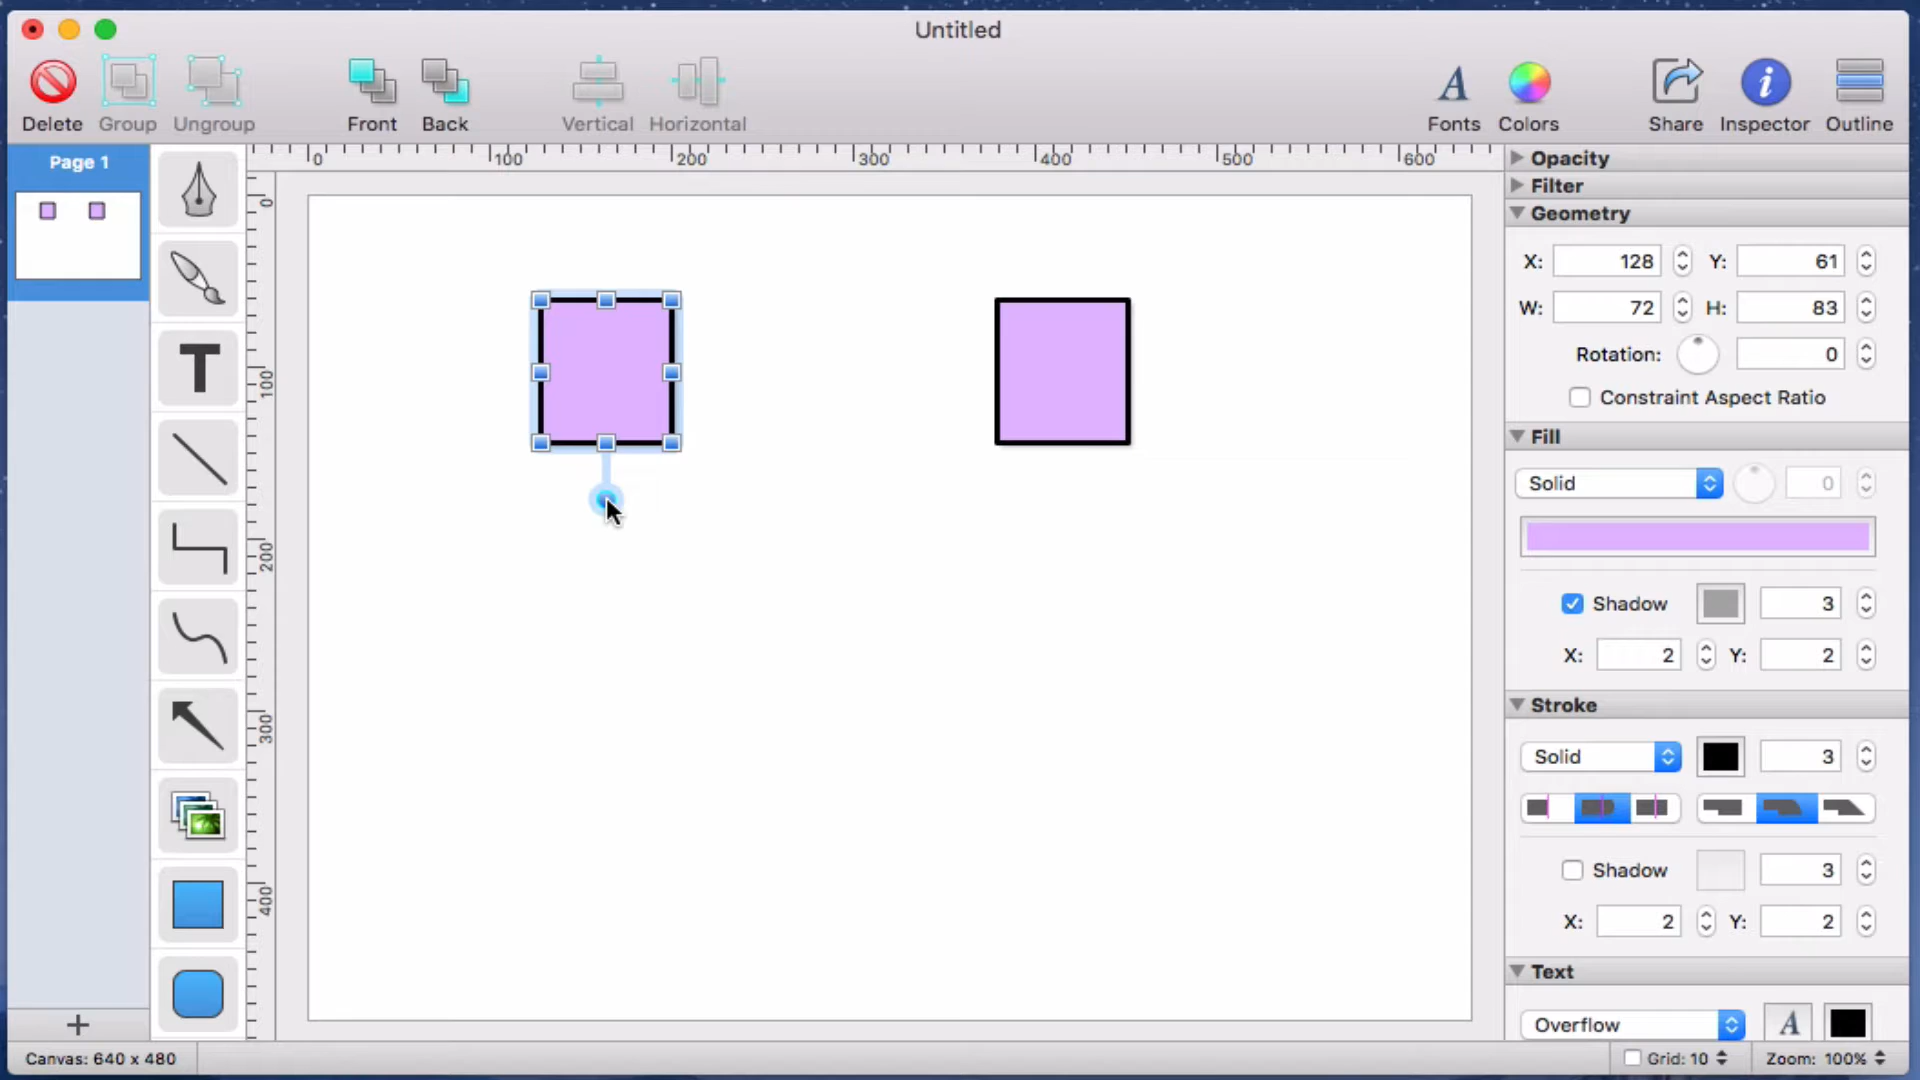 Untitled
Delete Group Ungroup Front Back Vertical Horizontal Fonts Colors Share Inspector Outline
Page 1
0 100 200 300 400 500 600
0
100
200
300
400
Opacity
Filter
Geometry
X: 128 Y: 61
W: 72 H: 83
Rotation: 0
Constraint Aspect Ratio
Fill
Solid 0
Shadow 3
X: 2 Y: 2
Stroke
Solid 3
Shadow 3
X: 2 Y: 2
Text
Overflow A
Canvas: 640 x 480 Grid: 10 Zoom: 100%